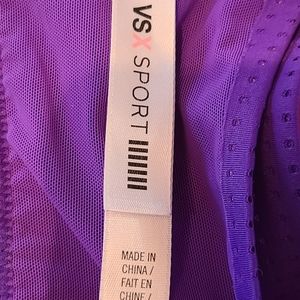 VSX SPORT
MADE IN
CHINA /
FAIT EN
CHINE /